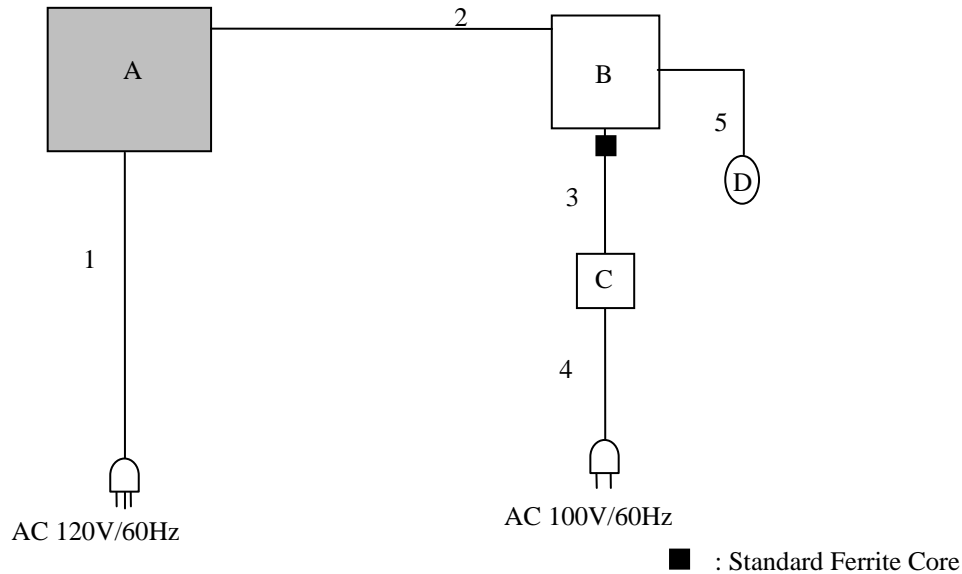 2
A
B
5
D
3
1
C
4
AC 120V/60Hz
AC 100V/60Hz
: Standard Ferrite Core